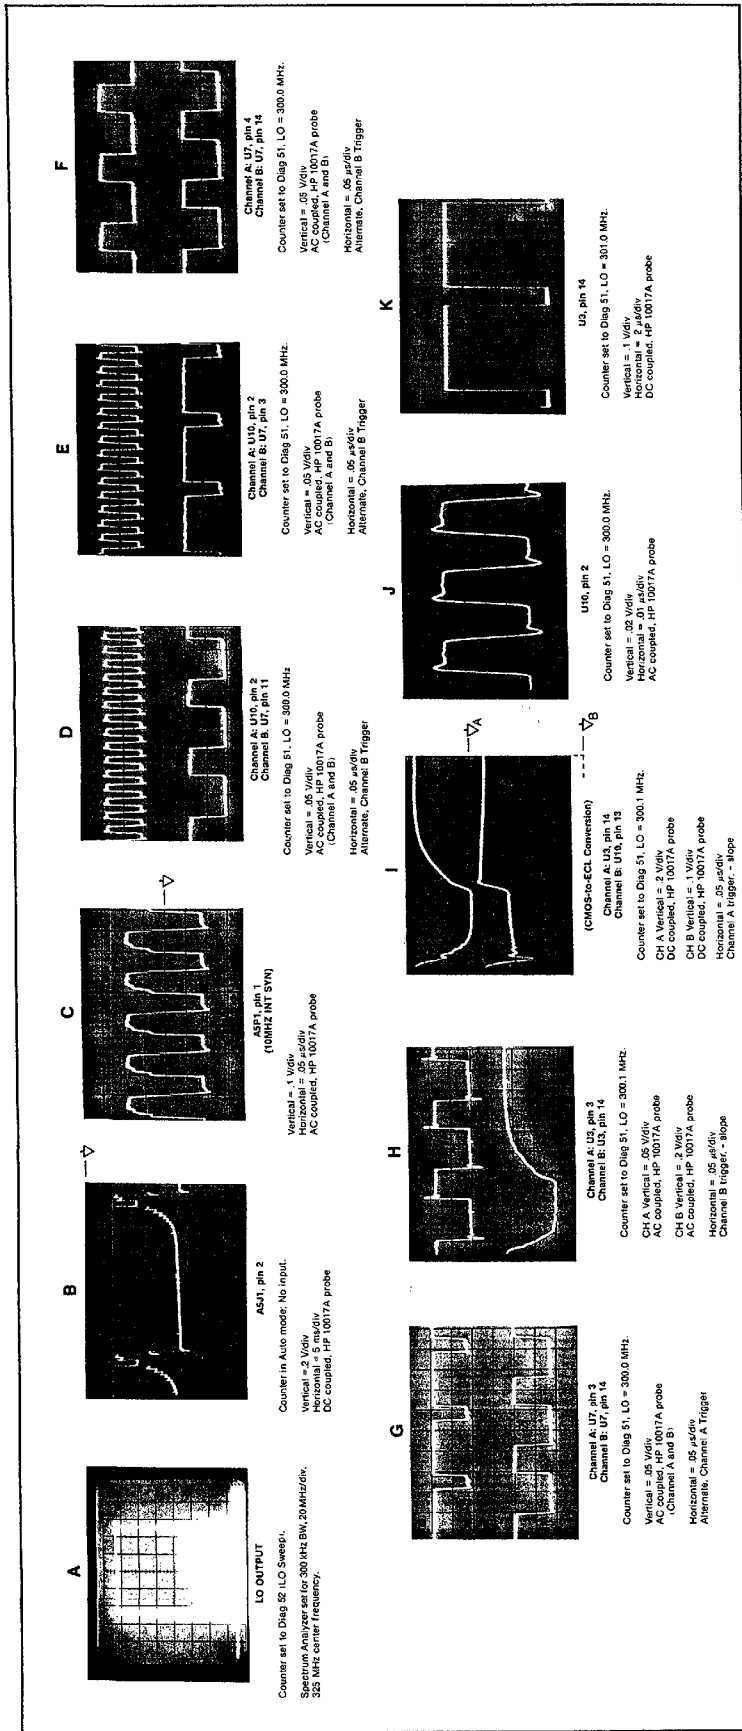 A
LO OUTPUT
Counter set to Diag 52 (LO Sweep).
Spectrum Analyzer set for 300 kHz BW, 20 MHz/div,
325 MHz center frequency.
B
A5J1, pin 2
Counter in Auto mode; No input.
Vertical = .2 V/div
Horizontal = 5 ms/div
DC coupled, HP 10017A probe
C
A5P1, pin 1
(10MHZ INT SYN)
Vertical = .1 V/div
Horizontal = .05 µs/div
AC coupled, HP 10017A probe
D
Channel A: U10, pin 2
Channel B: U7, pin 11
Counter set to Diag 51, LO = 300.0 MHz
Vertical = .05 V/div
AC coupled, HP 10017A probe
(Channel A and B)
Horizontal = .05 µs/div
Alternate, Channel B Trigger
E
Channel A: U10, pin 2
Channel B: U7, pin 3
Counter set to Diag 51, LO = 300.0 MHz.
Vertical = .05 V/div
AC coupled, HP 10017A probe
(Channel A and B)
Horizontal = .05 µs/div
Alternate, Channel B Trigger
F
Channel A: U7, pin 4
Channel B: U7, pin 14
Counter set to Diag 51, LO = 300.0 MHz.
Vertical = .05 V/div
AC coupled, HP 10017A probe
(Channel A and B)
Horizontal = .05 µs/div
Alternate, Channel B Trigger
G
Channel A: U7, pin 3
Channel B: U7, pin 14
Counter set to Diag 51, LO = 300.0 MHz.
Vertical = .05 V/div
AC coupled, HP 10017A probe
(Channel A and B)
Horizontal = .05 µs/div
Alternate, Channel A Trigger
H
Channel A: U3, pin 3
Channel B: U3, pin 14
Counter set to Diag 51, LO = 300.1 MHz.
CH A Vertical = .05 V/div
AC coupled, HP 10017A probe
CH B Vertical = .2 V/div
AC coupled, HP 10017A probe
Horizontal = .05 µs/div
Channel B trigger, - slope
I
A
B
(CMOS-to-ECL Conversion)
Channel A: U3, pin 14
Channel B: U10, pin 13
Counter set to Diag 51, LO = 300.1 MHz.
CH A Vertical = .2 V/div
DC coupled, HP 10017A probe
CH B Vertical = .1 V/div
DC coupled, HP 10017A probe
Horizontal = .05 µs/div
Channel A trigger, - slope
J
U10, pin 2
Counter set to Diag 51, LO = 300.0 MHz.
Vertical = .02 V/div
Horizontal = .01 µs/div
AC coupled, HP 10017A probe
K
U3, pin 14
Counter set to Diag 51, LO = 301.0 MHz.
Vertical = .1 V/div
Horizontal = 2 µs/div
DC coupled, HP 10017A probe